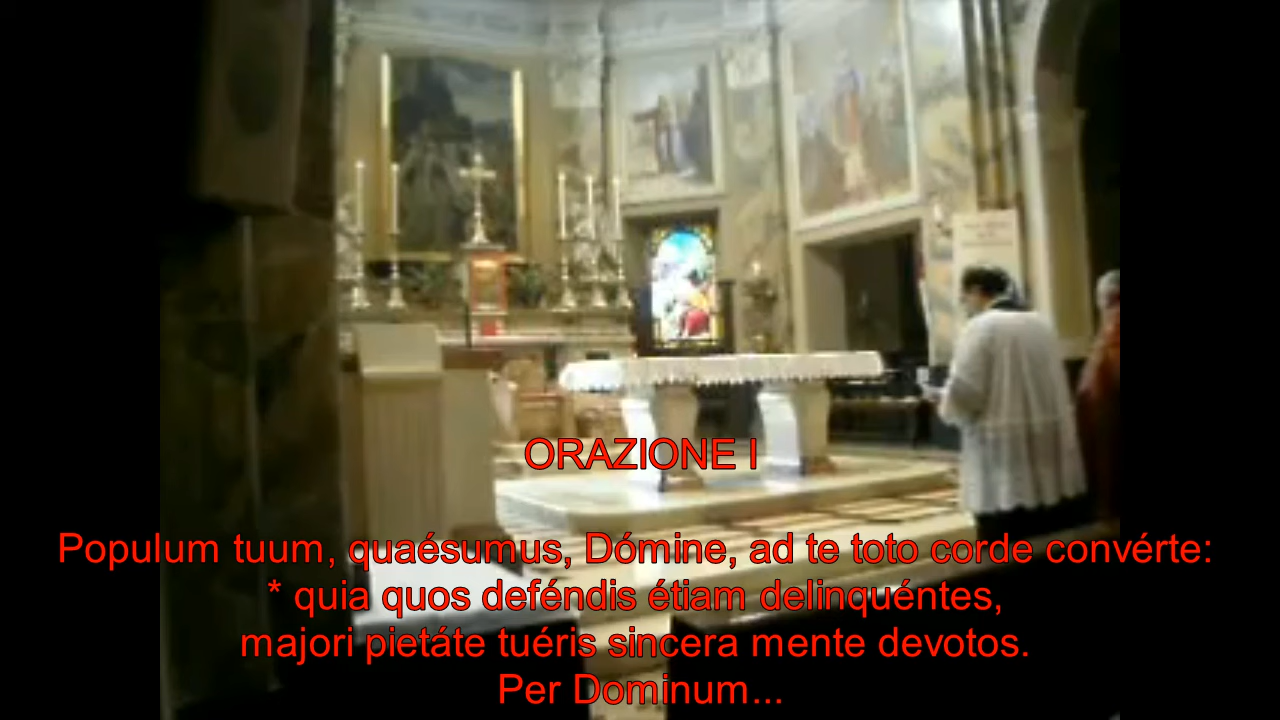 ORAZIONE I
Populum tuum, quaésumus, Dómine, ad te toto corde convérte:
* quia quos deféndis étiam delinquéntes,
majori pietáte tuéris sincera mente devotos.
Per Dominum...